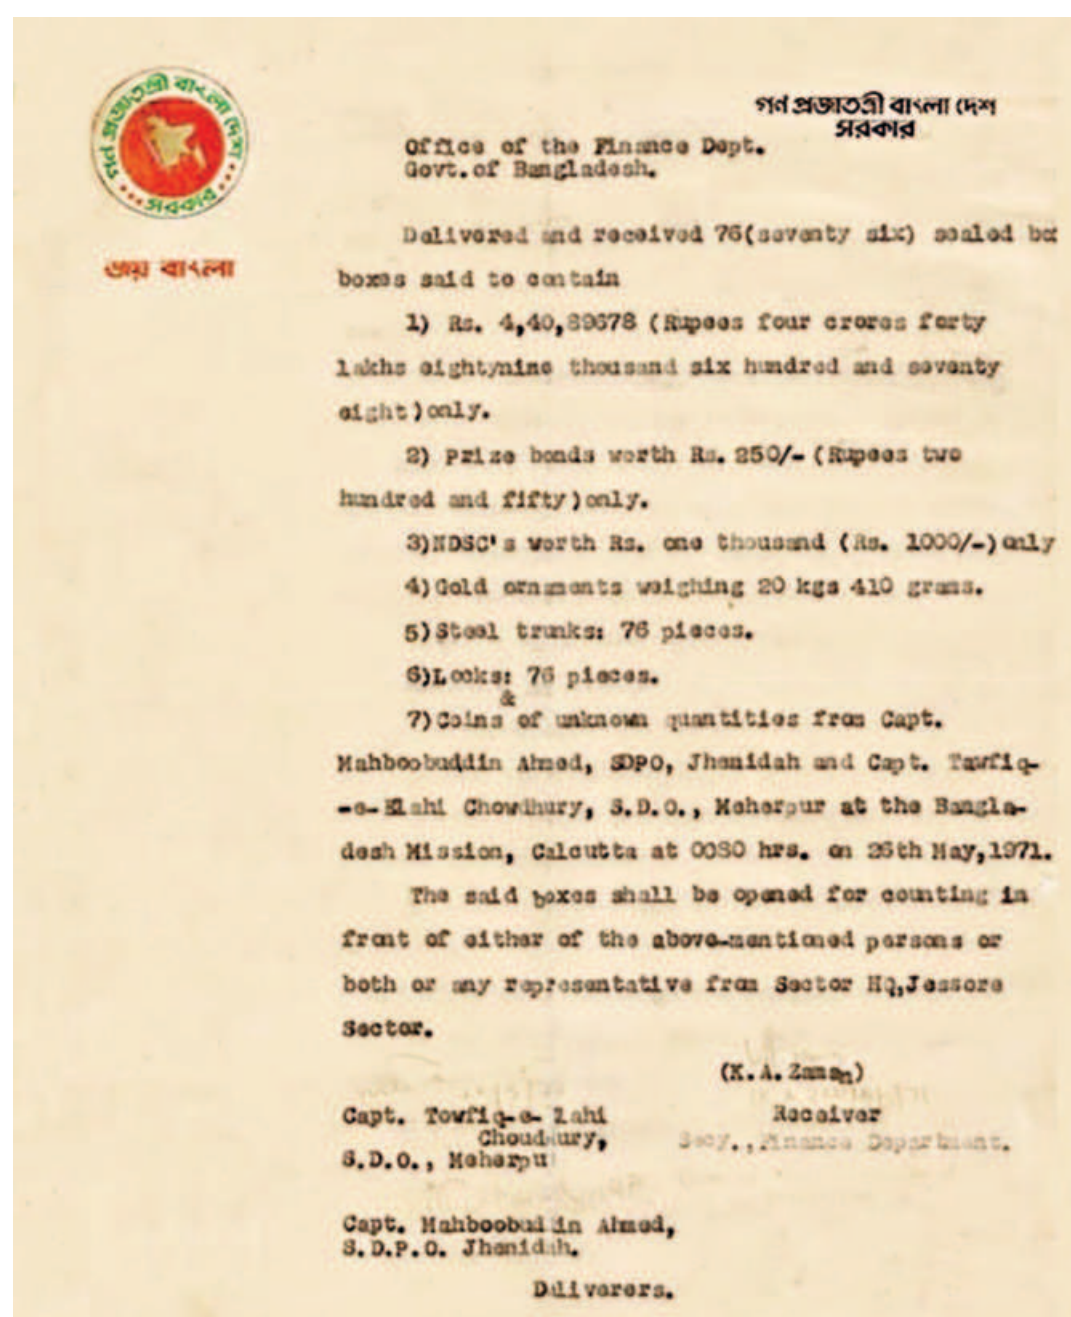 গণ প্রজাতন্ত্রী বাংলা দেশ
সরকার
জয় বাংলা
গণ প্রজাতন্ত্রী বাংলা দেশ
সরকার
Office of the Finance Dept.
Govt.of Bangladesh.
Delivered and received 76(seventy six) sealed bx
boxes said to contain
1) Rs. 4,40,89678 (Rupees four crores forty
lakhs eightynine thousand six hundred and seventy
eight)only.
2) Prize bonds worth Rs. 250/- (Rupees two
hundred and fifty)only.
3)NDSC's worth Rs. one thousand (Rs. 1000/-)only
4)Gold ornaments weighing 20 kgs 410 grams.
5)Steel trunks: 76 pieces.
6)Locks: 76 pieces.
&
7)Coins of unknown quantities from Capt.
Mahboobuddin Ahmed, SDPO, Jhenidah and Capt. Tawfiq-
-e-Elahi Chowdhury, S.D.O., Meherpur at the Bangla-
desh Mission, Calcutta at 0030 hrs. on 26th May,1971.
The said boxes shall be opened for counting in
front of either of the above-mentioned persons or
both or any representative from Sector HQ,Jessore
Sector.
(K.A.Zaman)
Capt. Towfiq-e- Elahi
Choudhury,
S.D.O., Meherpu
Receiver
Secy.,Finance Department.
Capt. Mahboobuddin Ahmed,
S.D.P.O. Jhenidah.
Deliverers.